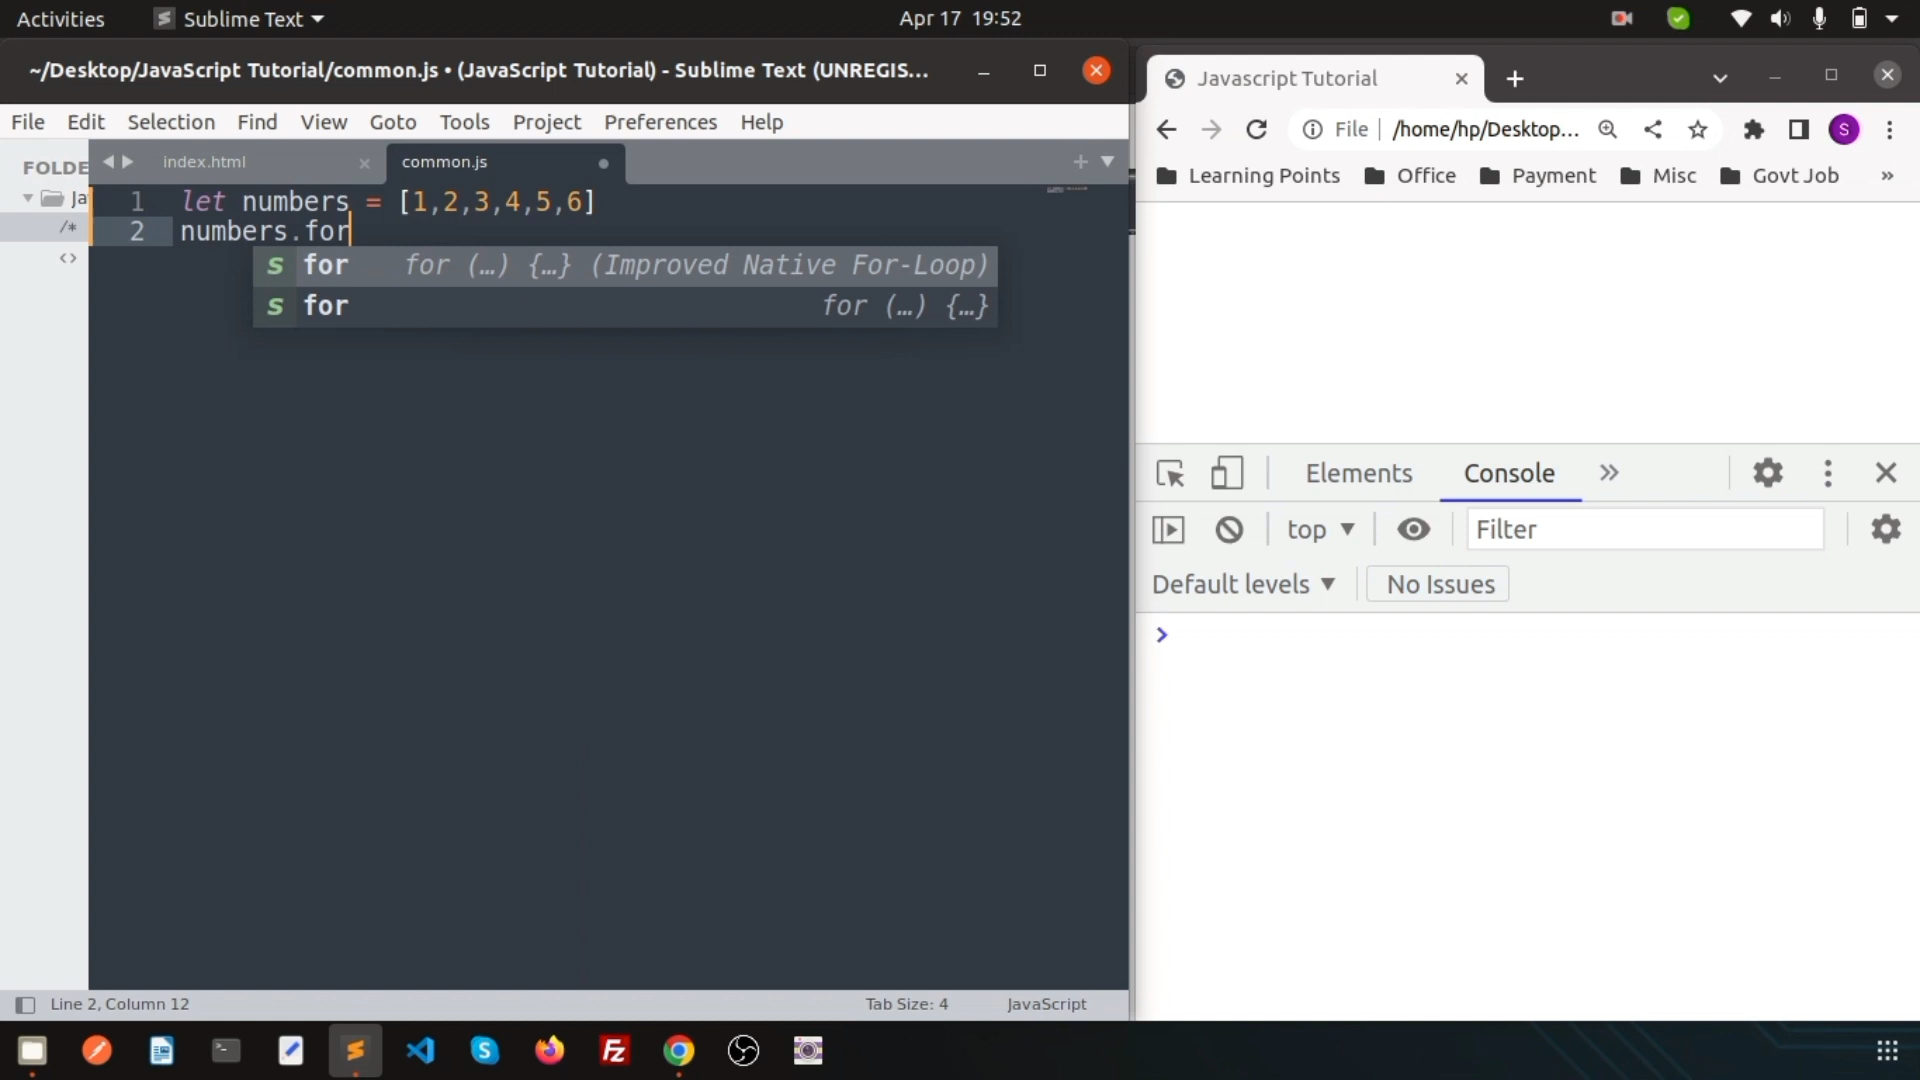 Activities
Sublime Text
Apr 17 19:52
~/Desktop/JavaScript Tutorial/common.js • (JavaScript Tutorial) - Sublime Text (UNREGIS...
File Edit Selection Find View Goto Tools Project Preferences Help
FOLDE
Ja
/*
<>
index.html
common.js
1 let numbers = [1,2,3,4,5,6]
2 numbers.for
s for for (…) {…} (Improved Native For-Loop)
s for for (…) {…}
Line 2, Column 12
Tab Size: 4
JavaScript
Javascript Tutorial
File /home/hp/Desktop...
S
Learning Points Office Payment Misc Govt Job »
Elements Console
top Filter
Default levels No Issues
>